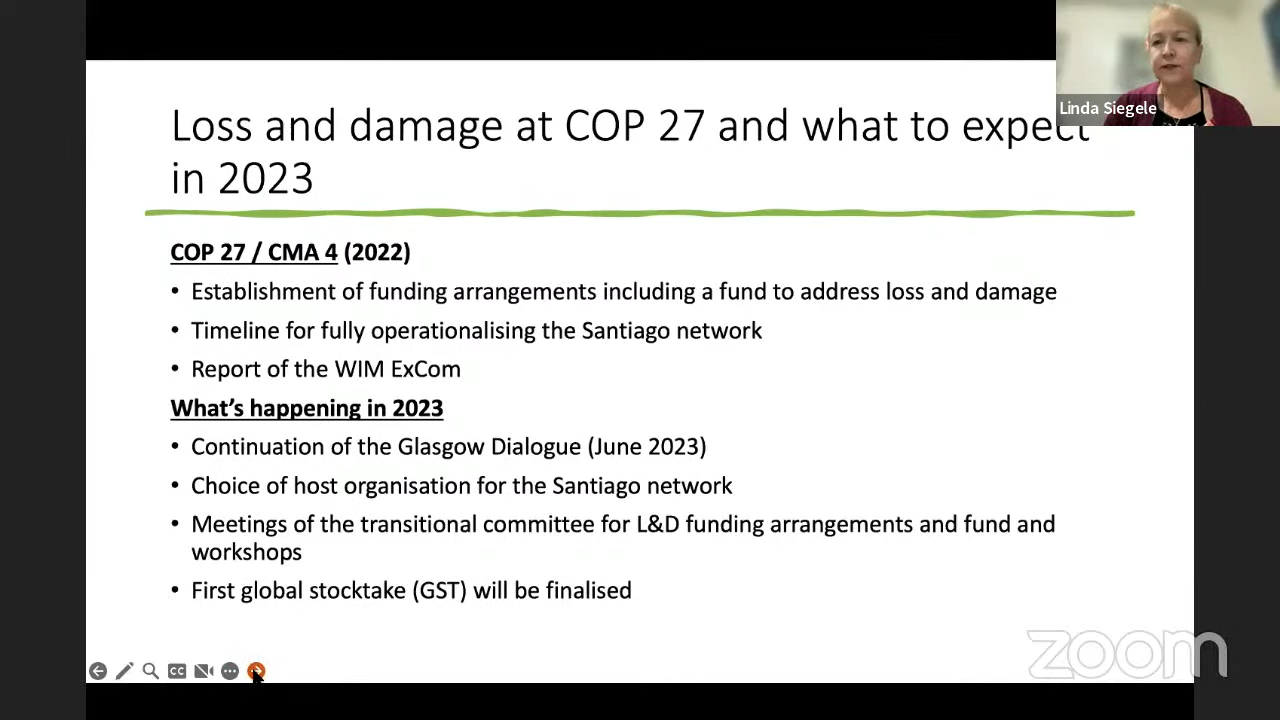 Linda Siegele
Loss and damage at COP 27 and what to expect
in 2023
COP 27 / CMA 4 (2022)
• Establishment of funding arrangements including a fund to address loss and damage
• Timeline for fully operationalising the Santiago network
• Report of the WIM ExCom
What's happening in 2023
• Continuation of the Glasgow Dialogue (June 2023)
• Choice of host organisation for the Santiago network
• Meetings of the transitional committee for L&D funding arrangements and fund and
workshops
• First global stocktake (GST) will be finalised
CC
zoom